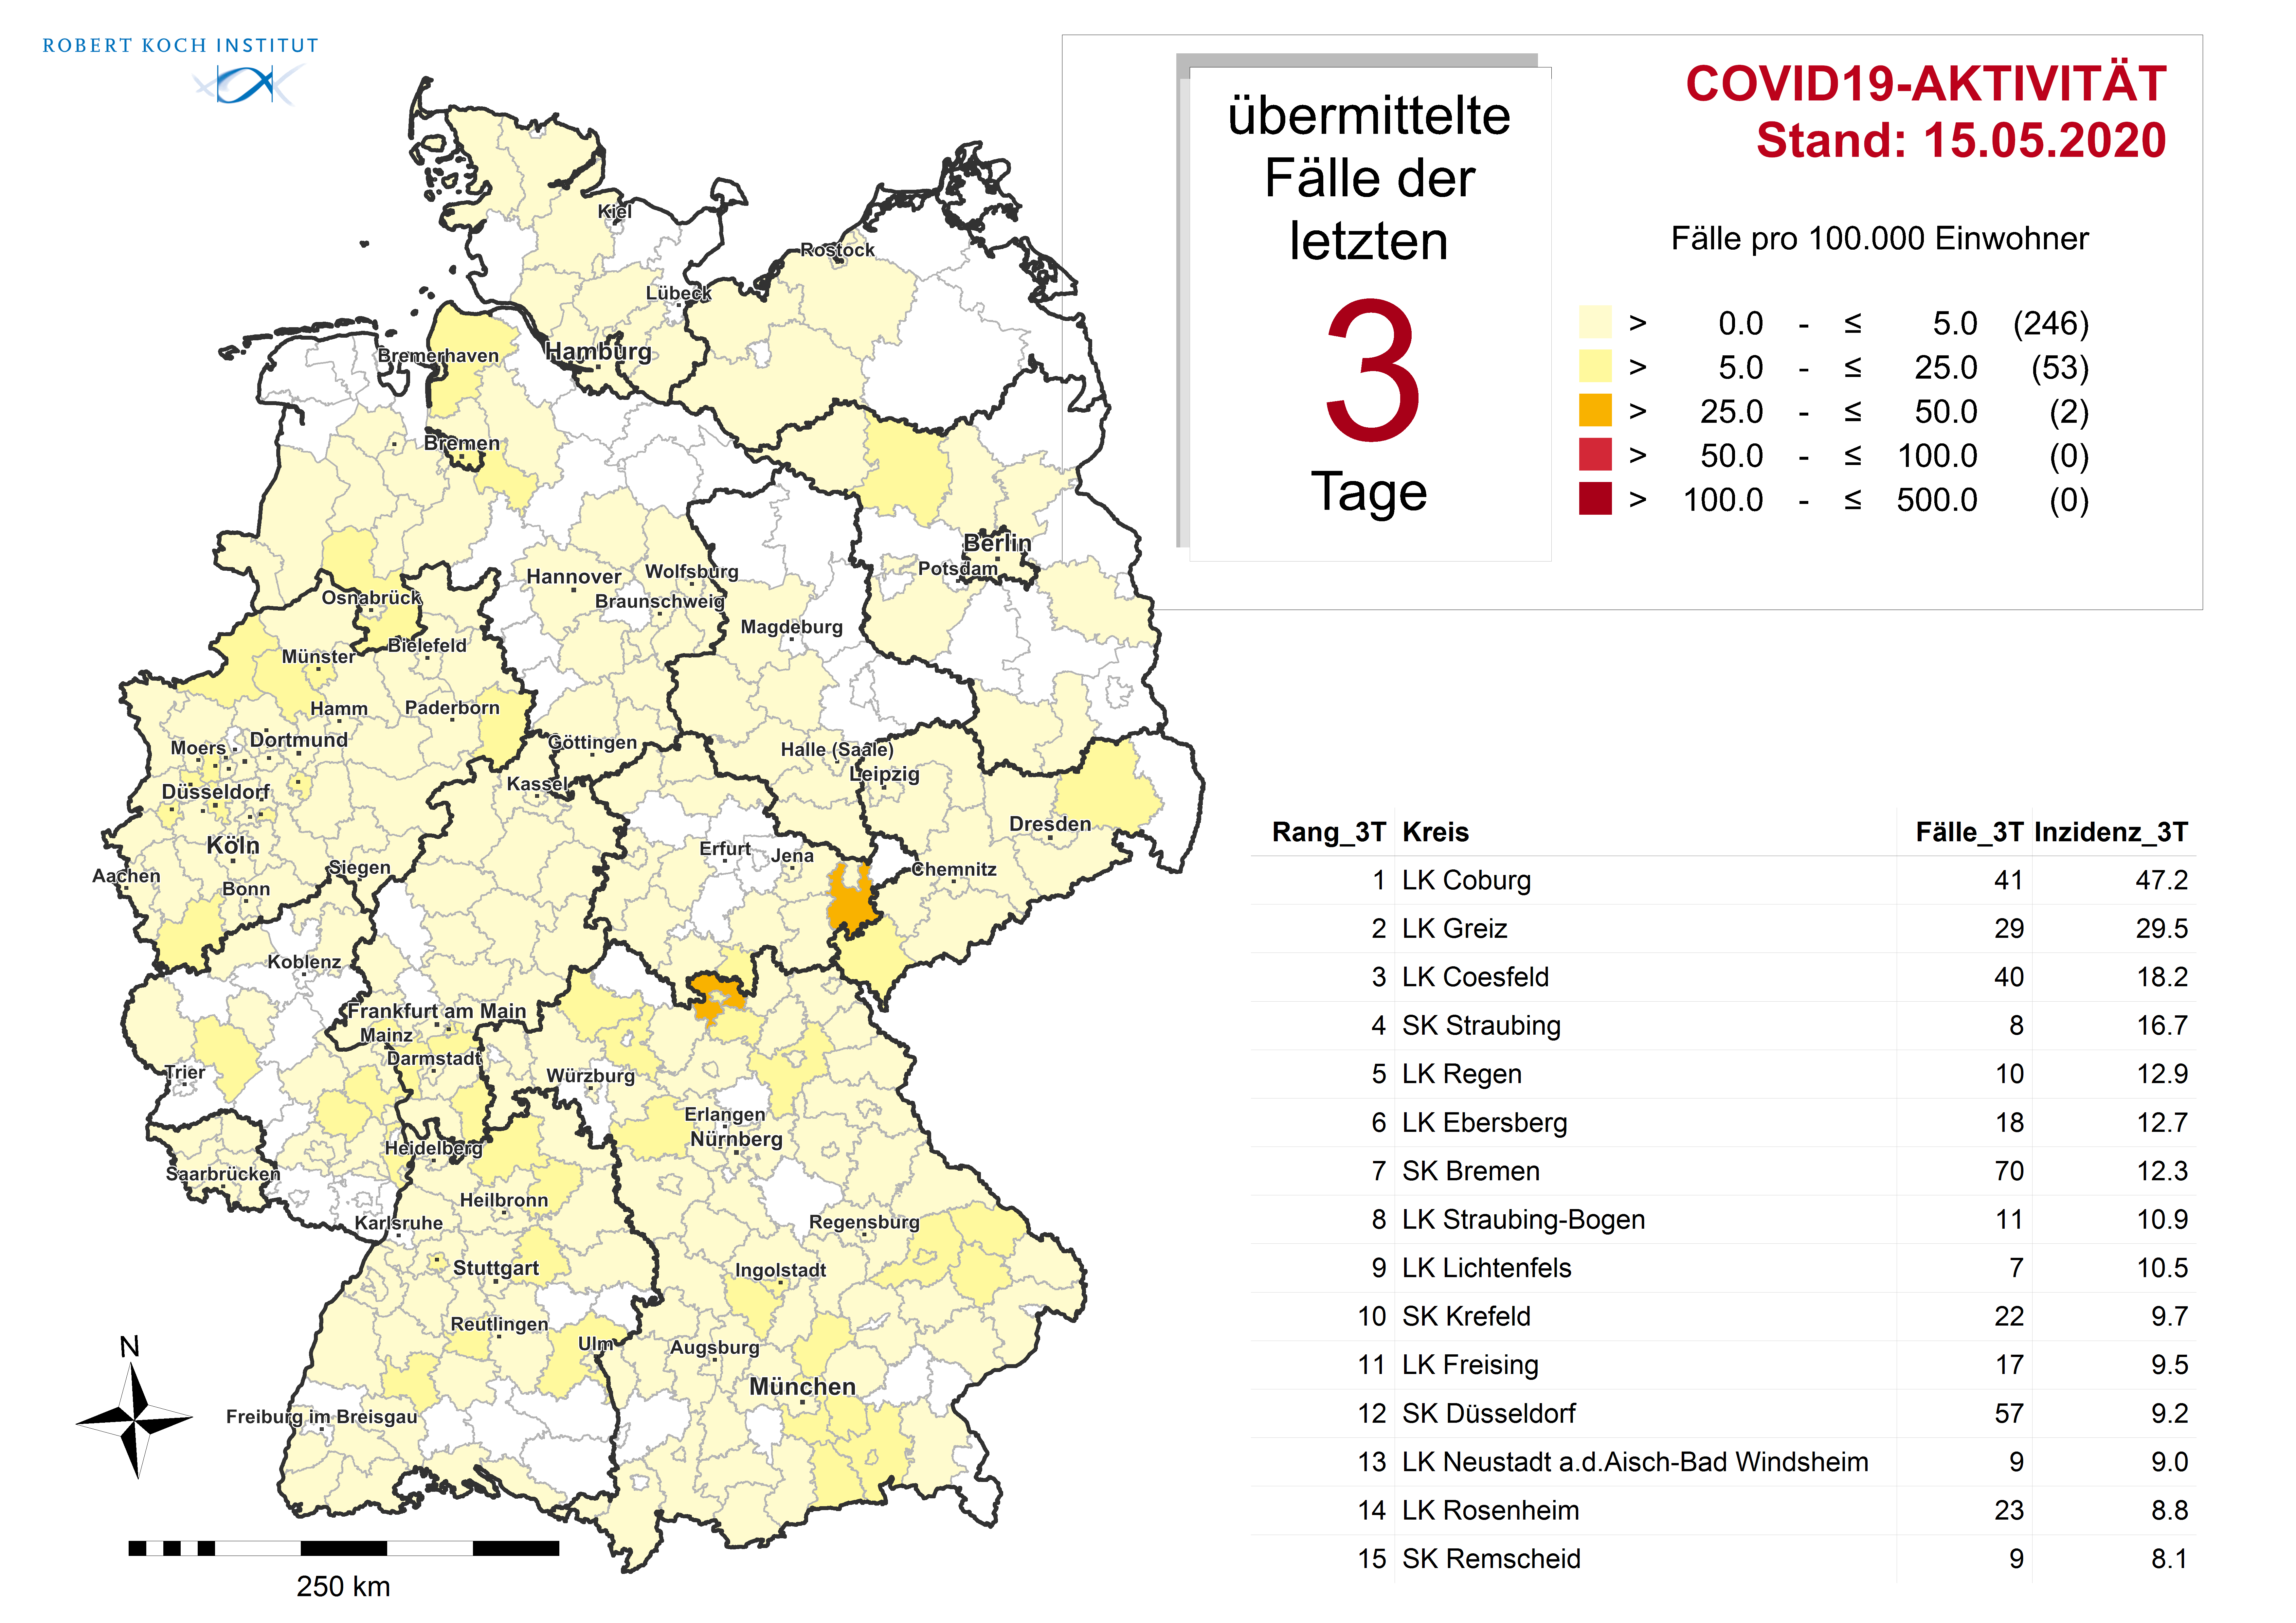 ROBERT KOCH INSTITUT
übermittelte
Fälle der
letzten
3
Tage
COVID19-AKTIVITÄT
Stand: 15.05.2020
Fälle pro 100.000 Einwohner
> 0.0 - ≤ 5.0 (246)
> 5.0 - ≤ 25.0 (53)
> 25.0 - ≤ 50.0 (2)
> 50.0 - ≤ 100.0 (0)
> 100.0 - ≤ 500.0 (0)
Kiel
Rostock
Lübeck
Bremerhaven
Hamburg
Bremen
Berlin
Potsdam
Hannover
Wolfsburg
Osnabrück
Braunschweig
Magdeburg
Bielefeld
Münster
Hamm
Paderborn
Moers
Dortmund
Göttingen
Halle (Saale)
Leipzig
Kassel
Düsseldorf
Dresden
Köln
Erfurt
Jena
Siegen
Chemnitz
Aachen
Bonn
Koblenz
Frankfurt am Main
Mainz
Darmstadt
Trier
Würzburg
Erlangen
Nürnberg
Heidelberg
Saarbrücken
Heilbronn
Karlsruhe
Regensburg
Stuttgart
Ingolstadt
Reutlingen
Ulm
Augsburg
München
Freiburg im Breisgau
N
250 km
Rang_3T Kreis Fälle_3T Inzidenz_3T
1 LK Coburg 41 47.2
2 LK Greiz 29 29.5
3 LK Coesfeld 40 18.2
4 SK Straubing 8 16.7
5 LK Regen 10 12.9
6 LK Ebersberg 18 12.7
7 SK Bremen 70 12.3
8 LK Straubing-Bogen 11 10.9
9 LK Lichtenfels 7 10.5
10 SK Krefeld 22 9.7
11 LK Freising 17 9.5
12 SK Düsseldorf 57 9.2
13 LK Neustadt a.d.Aisch-Bad Windsheim 9 9.0
14 LK Rosenheim 23 8.8
15 SK Remscheid 9 8.1